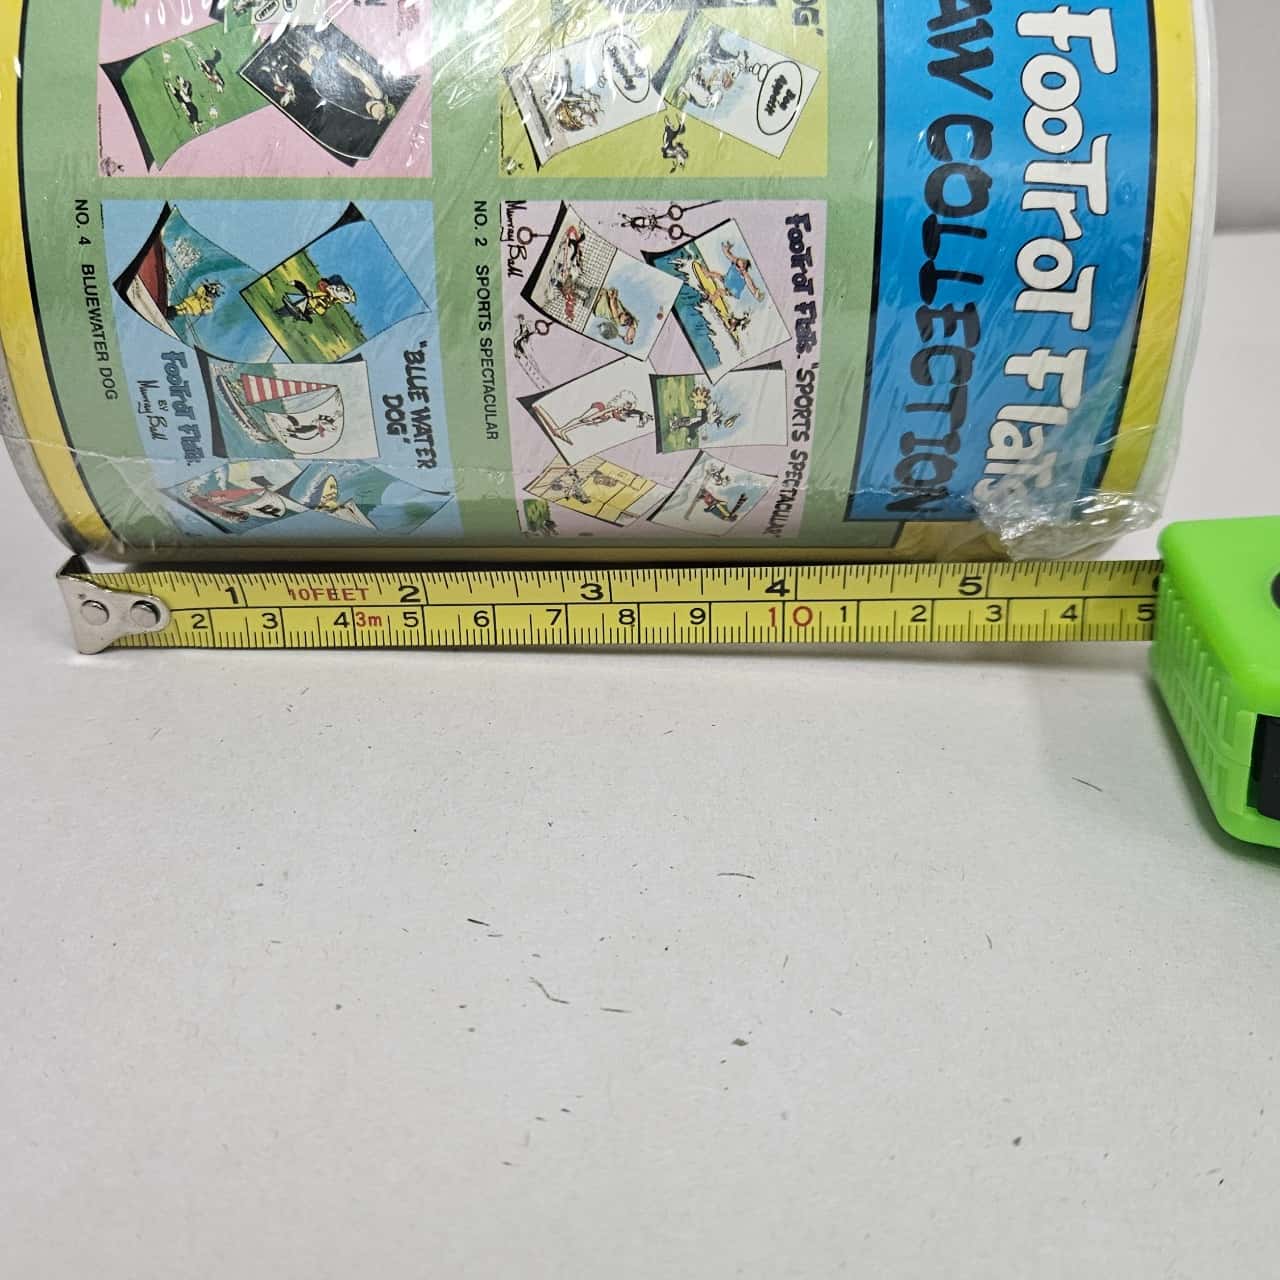 FooTroT FLaTs
AW COLLECTION
OG"
NO. 4 BLUEWATER DOG
NO. 2 SPORTS SPECTACULAR
Murray Ball
FooTroT FLaTs. "SPORTS SPECTACULAR"
"BLUE WATER
DOG"
FooTroT FLaTs.
BY
Murray Ball
1 10FEET 2 3 4 5
2 3 4 3m 5 6 7 8 9 10 1 2 3 4 5